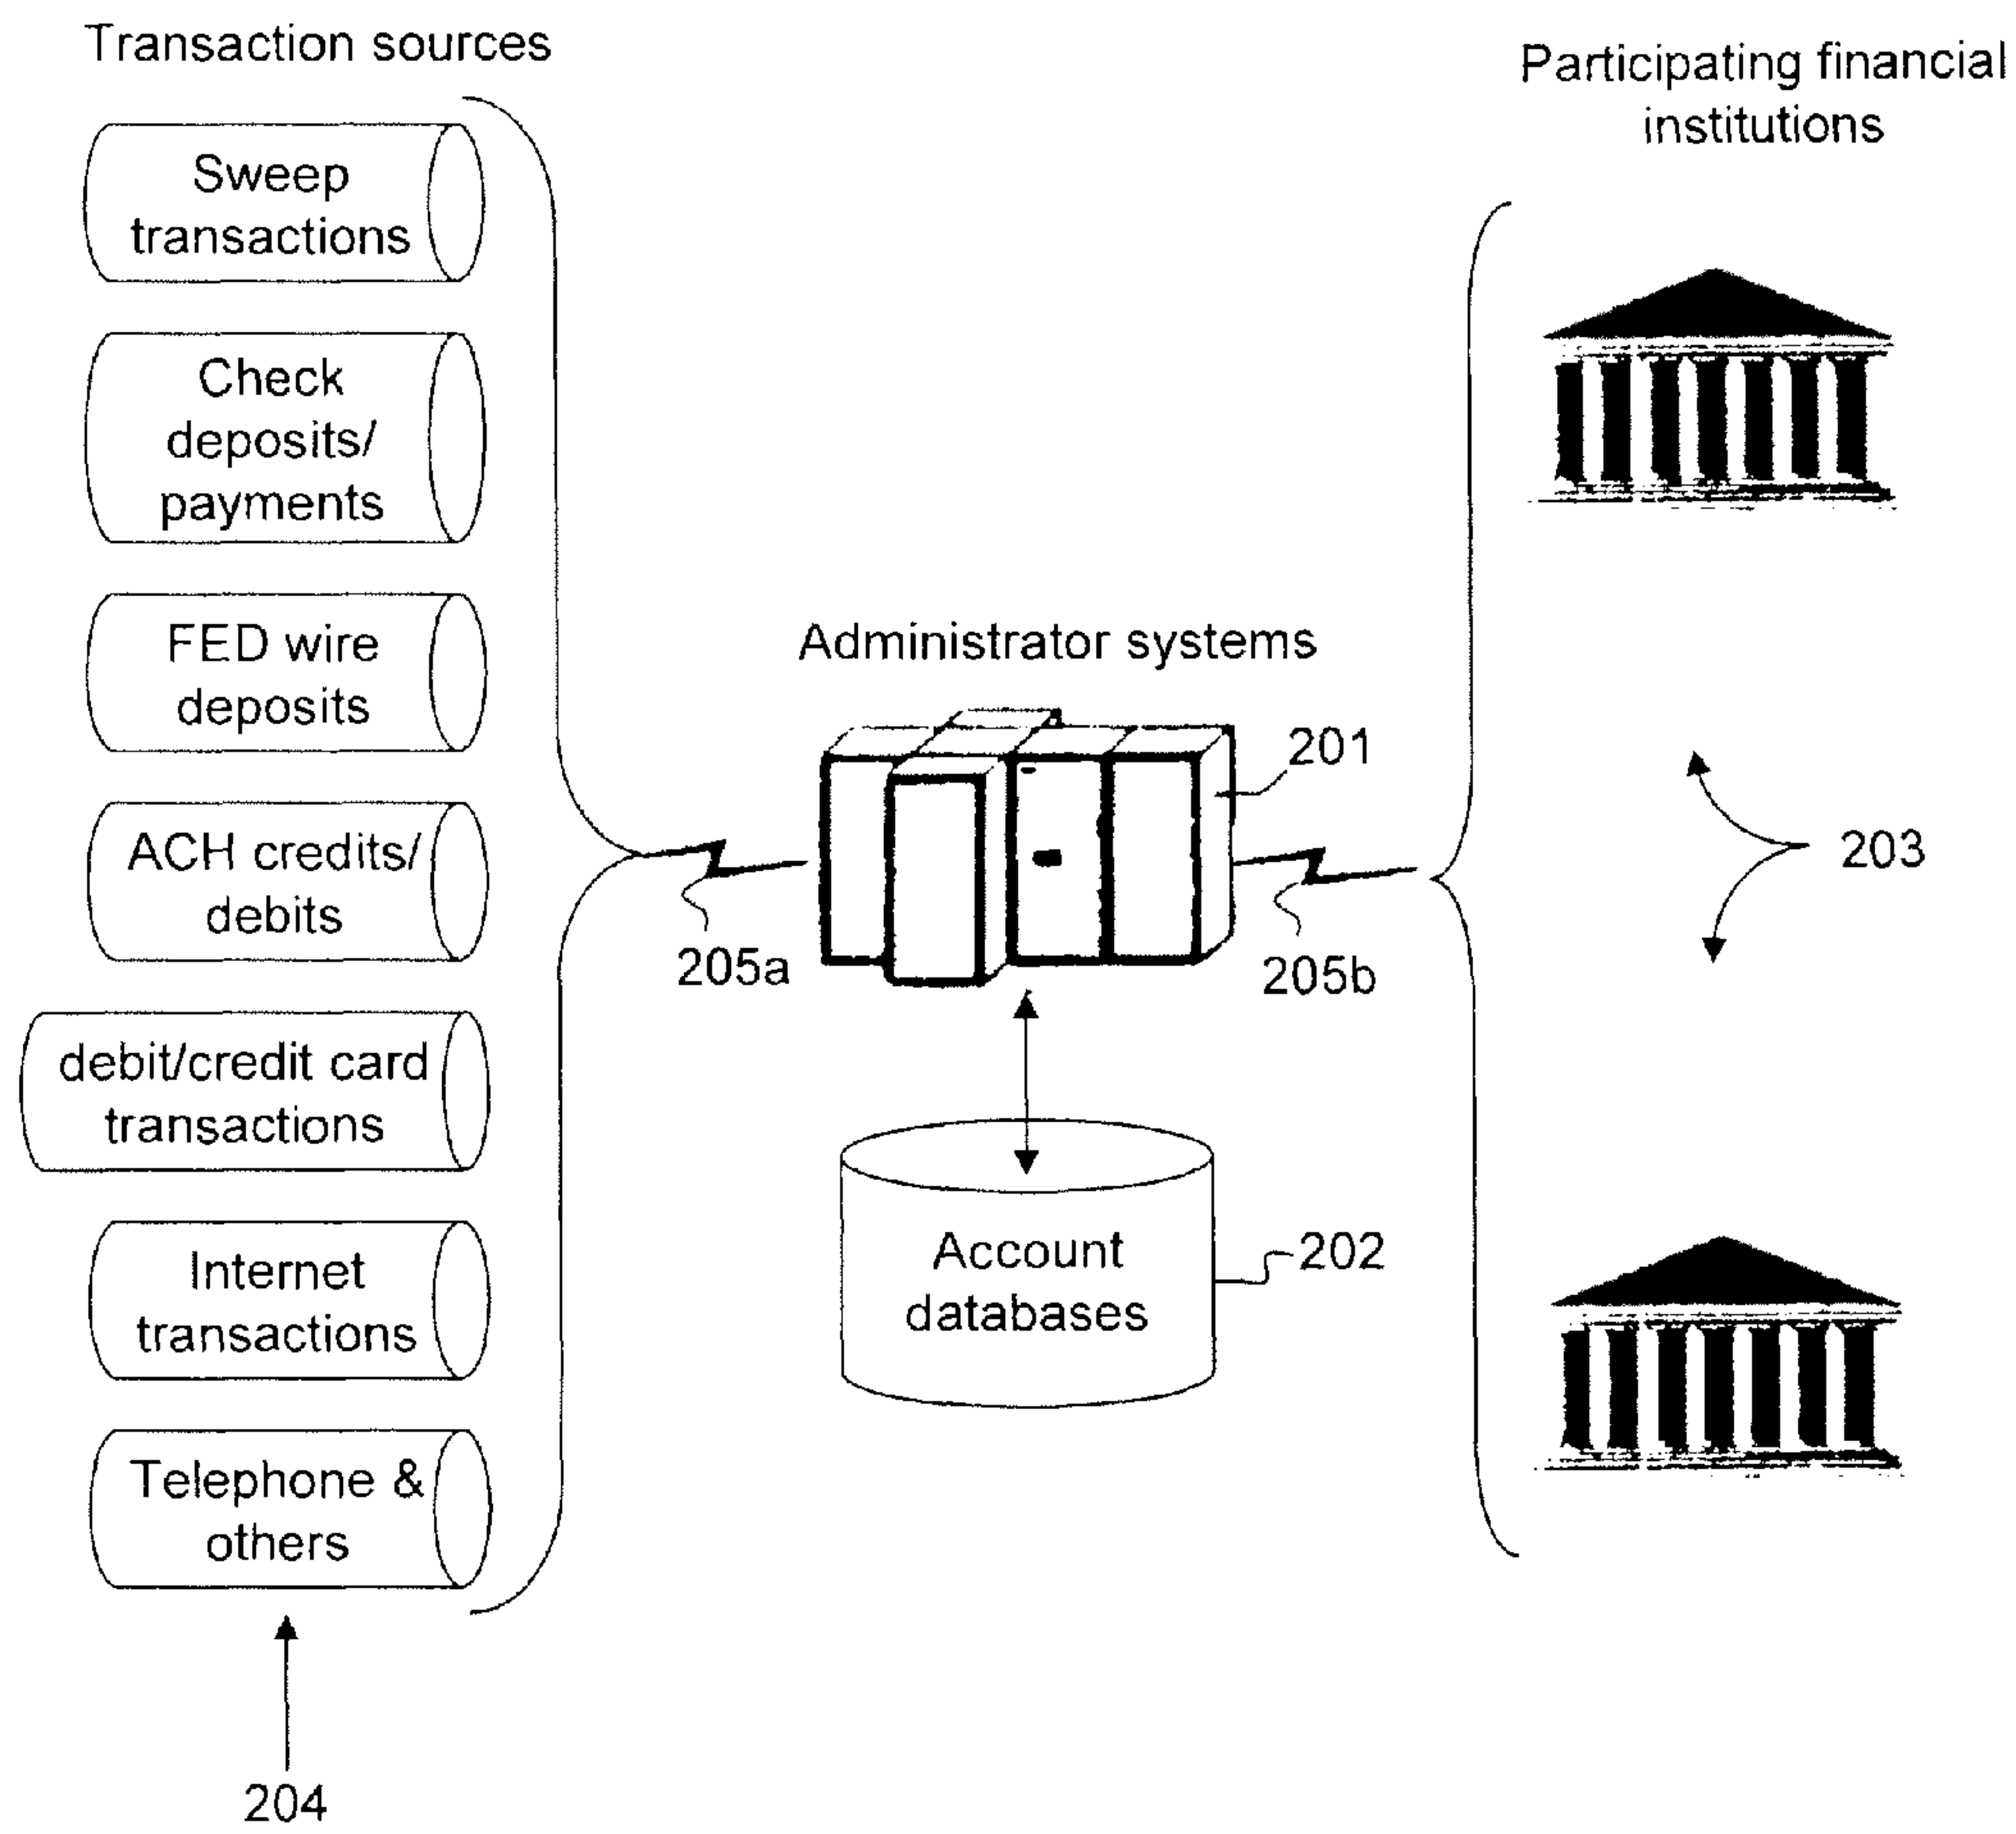 Transaction sources
Sweep
transactions
Check
deposits/
payments
FED wire
deposits
ACH credits/
debits
debit/credit card
transactions
Internet
transactions
Telephone &
others
204
205a
Administrator systems
201
205b
Account
databases
202
Participating financial
institutions
203